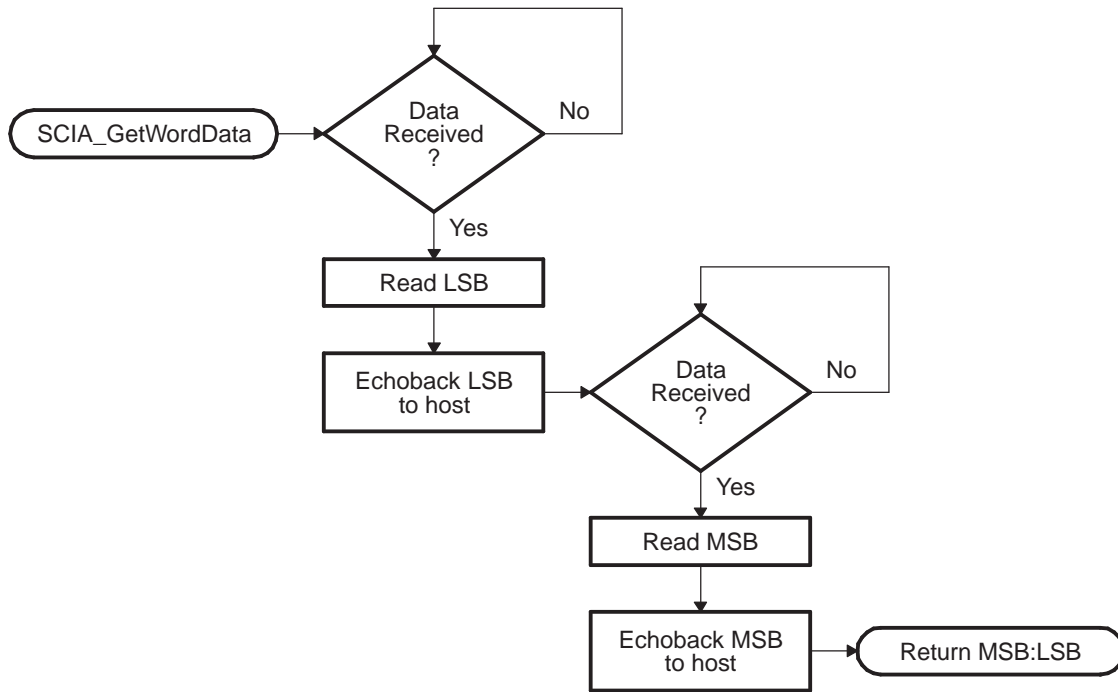 Data
Received
?
No
SCIA_GetWordData
Yes
Read LSB
Echoback LSB
to host
Data
Received
?
No
Yes
Read MSB
Echoback MSB
to host
Return MSB:LSB